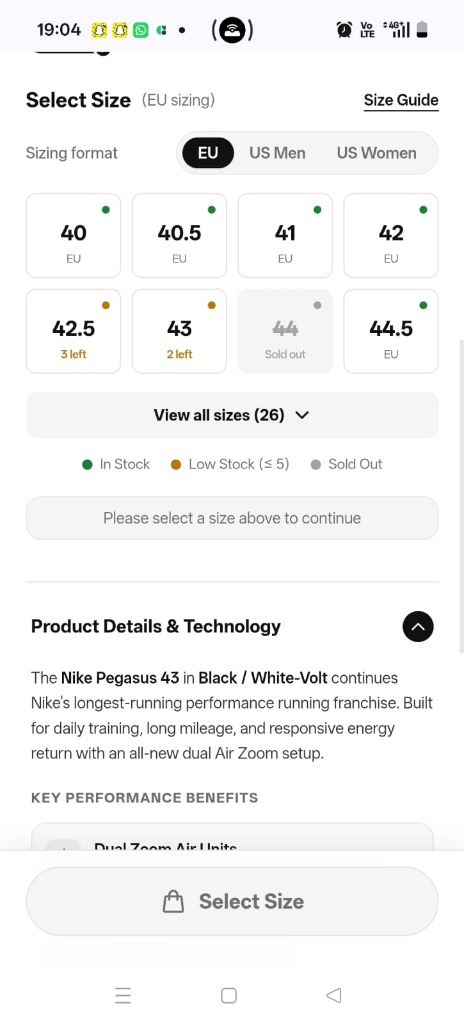 19:04
Vo LTE
4G+
Select Size (EU sizing)
Size Guide
Sizing format
EU US Men US Women
40 40.5 41 42
EU EU EU EU
42.5 43 44 44.5
3 left 2 left Sold out EU
View all sizes (26)
In Stock Low Stock (≤ 5) Sold Out
Please select a size above to continue
Product Details & Technology
The Nike Pegasus 43 in Black / White-Volt continues
Nike's longest-running performance running franchise. Built
for daily training, long mileage, and responsive energy
return with an all-new dual Air Zoom setup.
KEY PERFORMANCE BENEFITS
Dual Zoom Air Units
Select Size